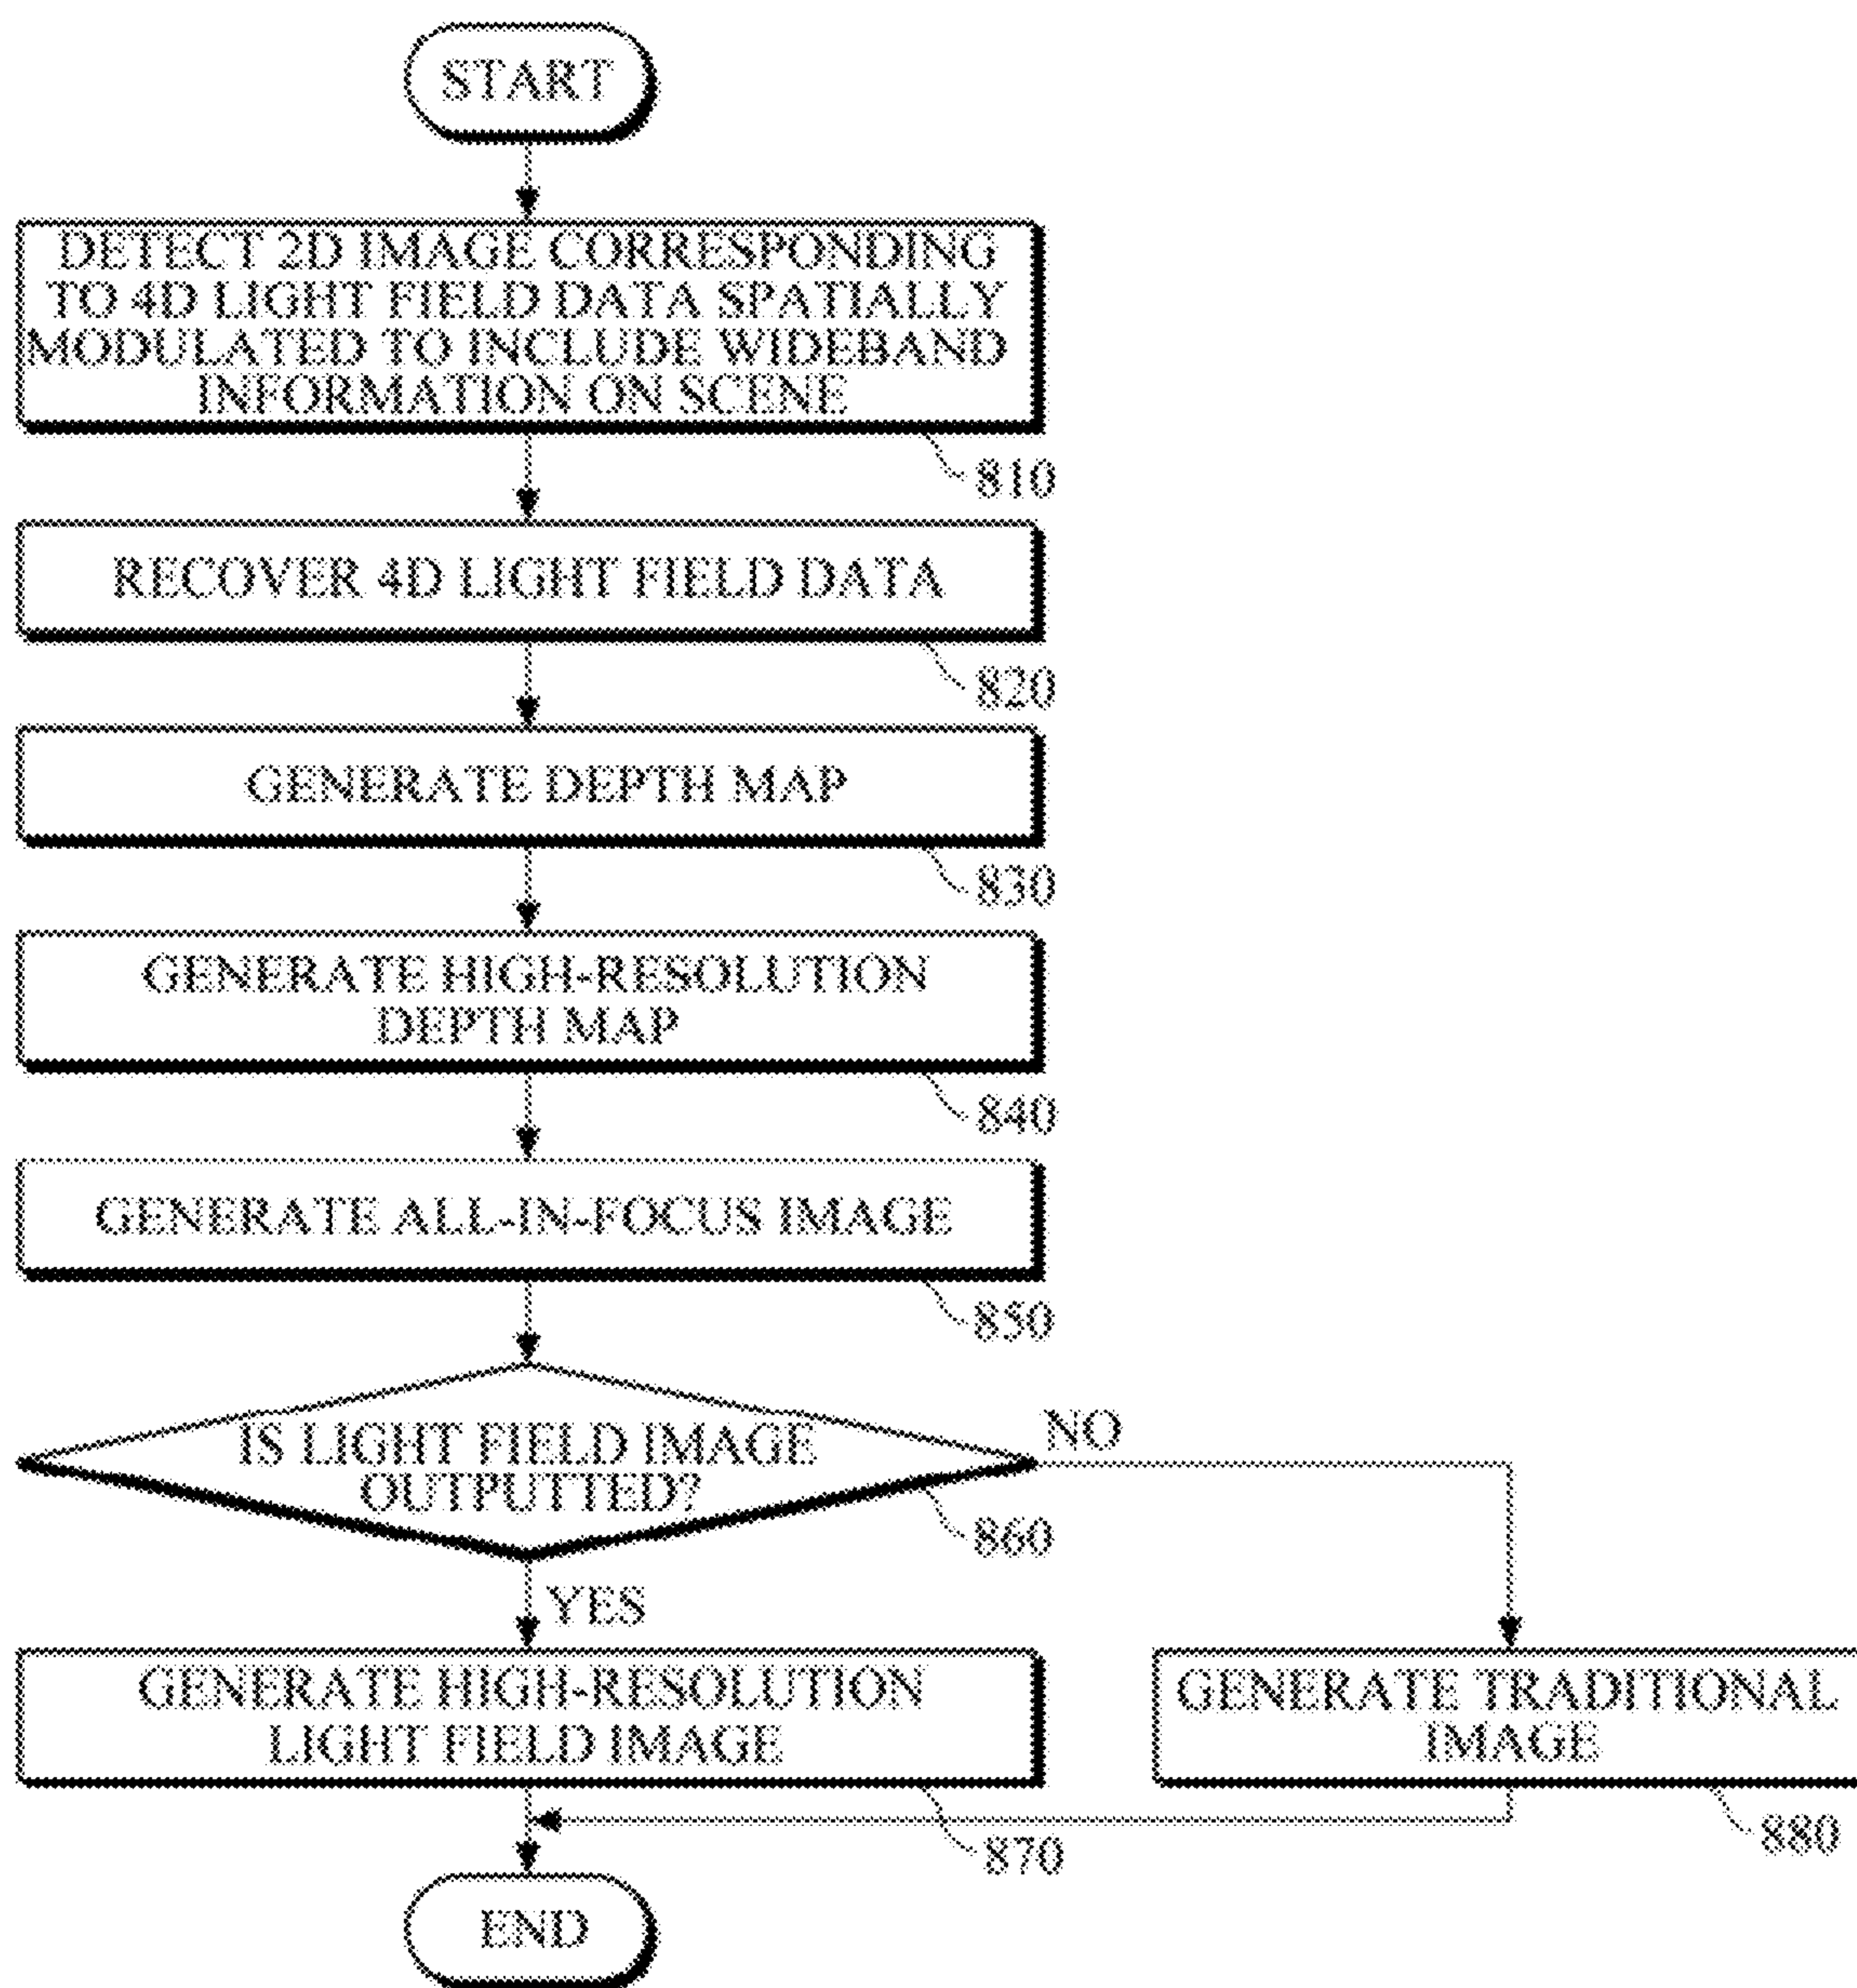 START
DETECT 2D IMAGE CORRESPONDING
TO 4D LIGHT FIELD DATA SPATIALLY
MODULATED TO INCLUDE WIDEBAND
INFORMATION ON SCENE
810
RECOVER 4D LIGHT FIELD DATA
820
GENERATE DEPTH MAP
830
GENERATE HIGH-RESOLUTION
DEPTH MAP
840
GENERATE ALL-IN-FOCUS IMAGE
850
IS LIGHT FIELD IMAGE
OUTPUTTED?
NO
860
YES
GENERATE HIGH-RESOLUTION
LIGHT FIELD IMAGE
870
GENERATE TRADITIONAL
IMAGE
880
END